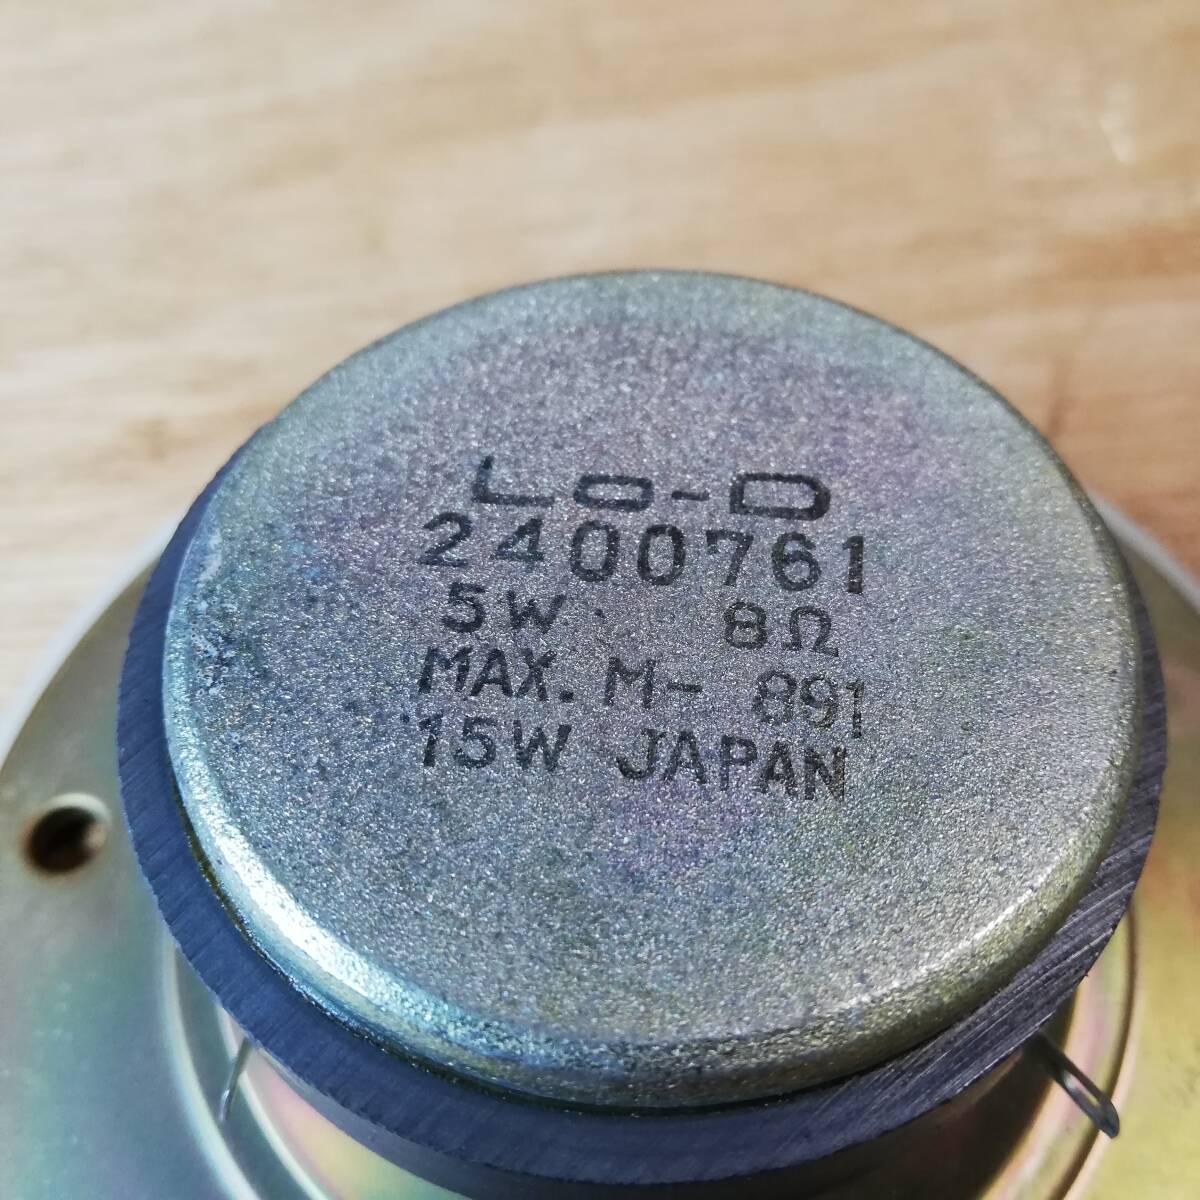 Lo-D
2400761
5W 8Ω
MAX. M- 891
15W JAPAN